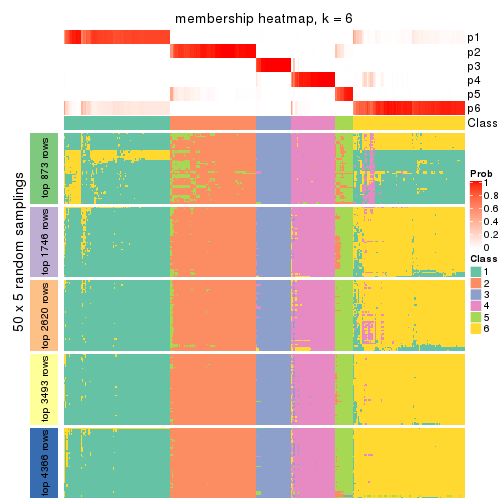 membership heatmap, k = 6
p1
p2
p3
p4
p5
p6
Class
50 x 5 random samplings
top 873 rows
top 1746 rows
top 2620 rows
top 3493 rows
top 4366 rows
Prob
1
0.8
0.6
0.4
0.2
0
Class
1
2
3
4
5
6